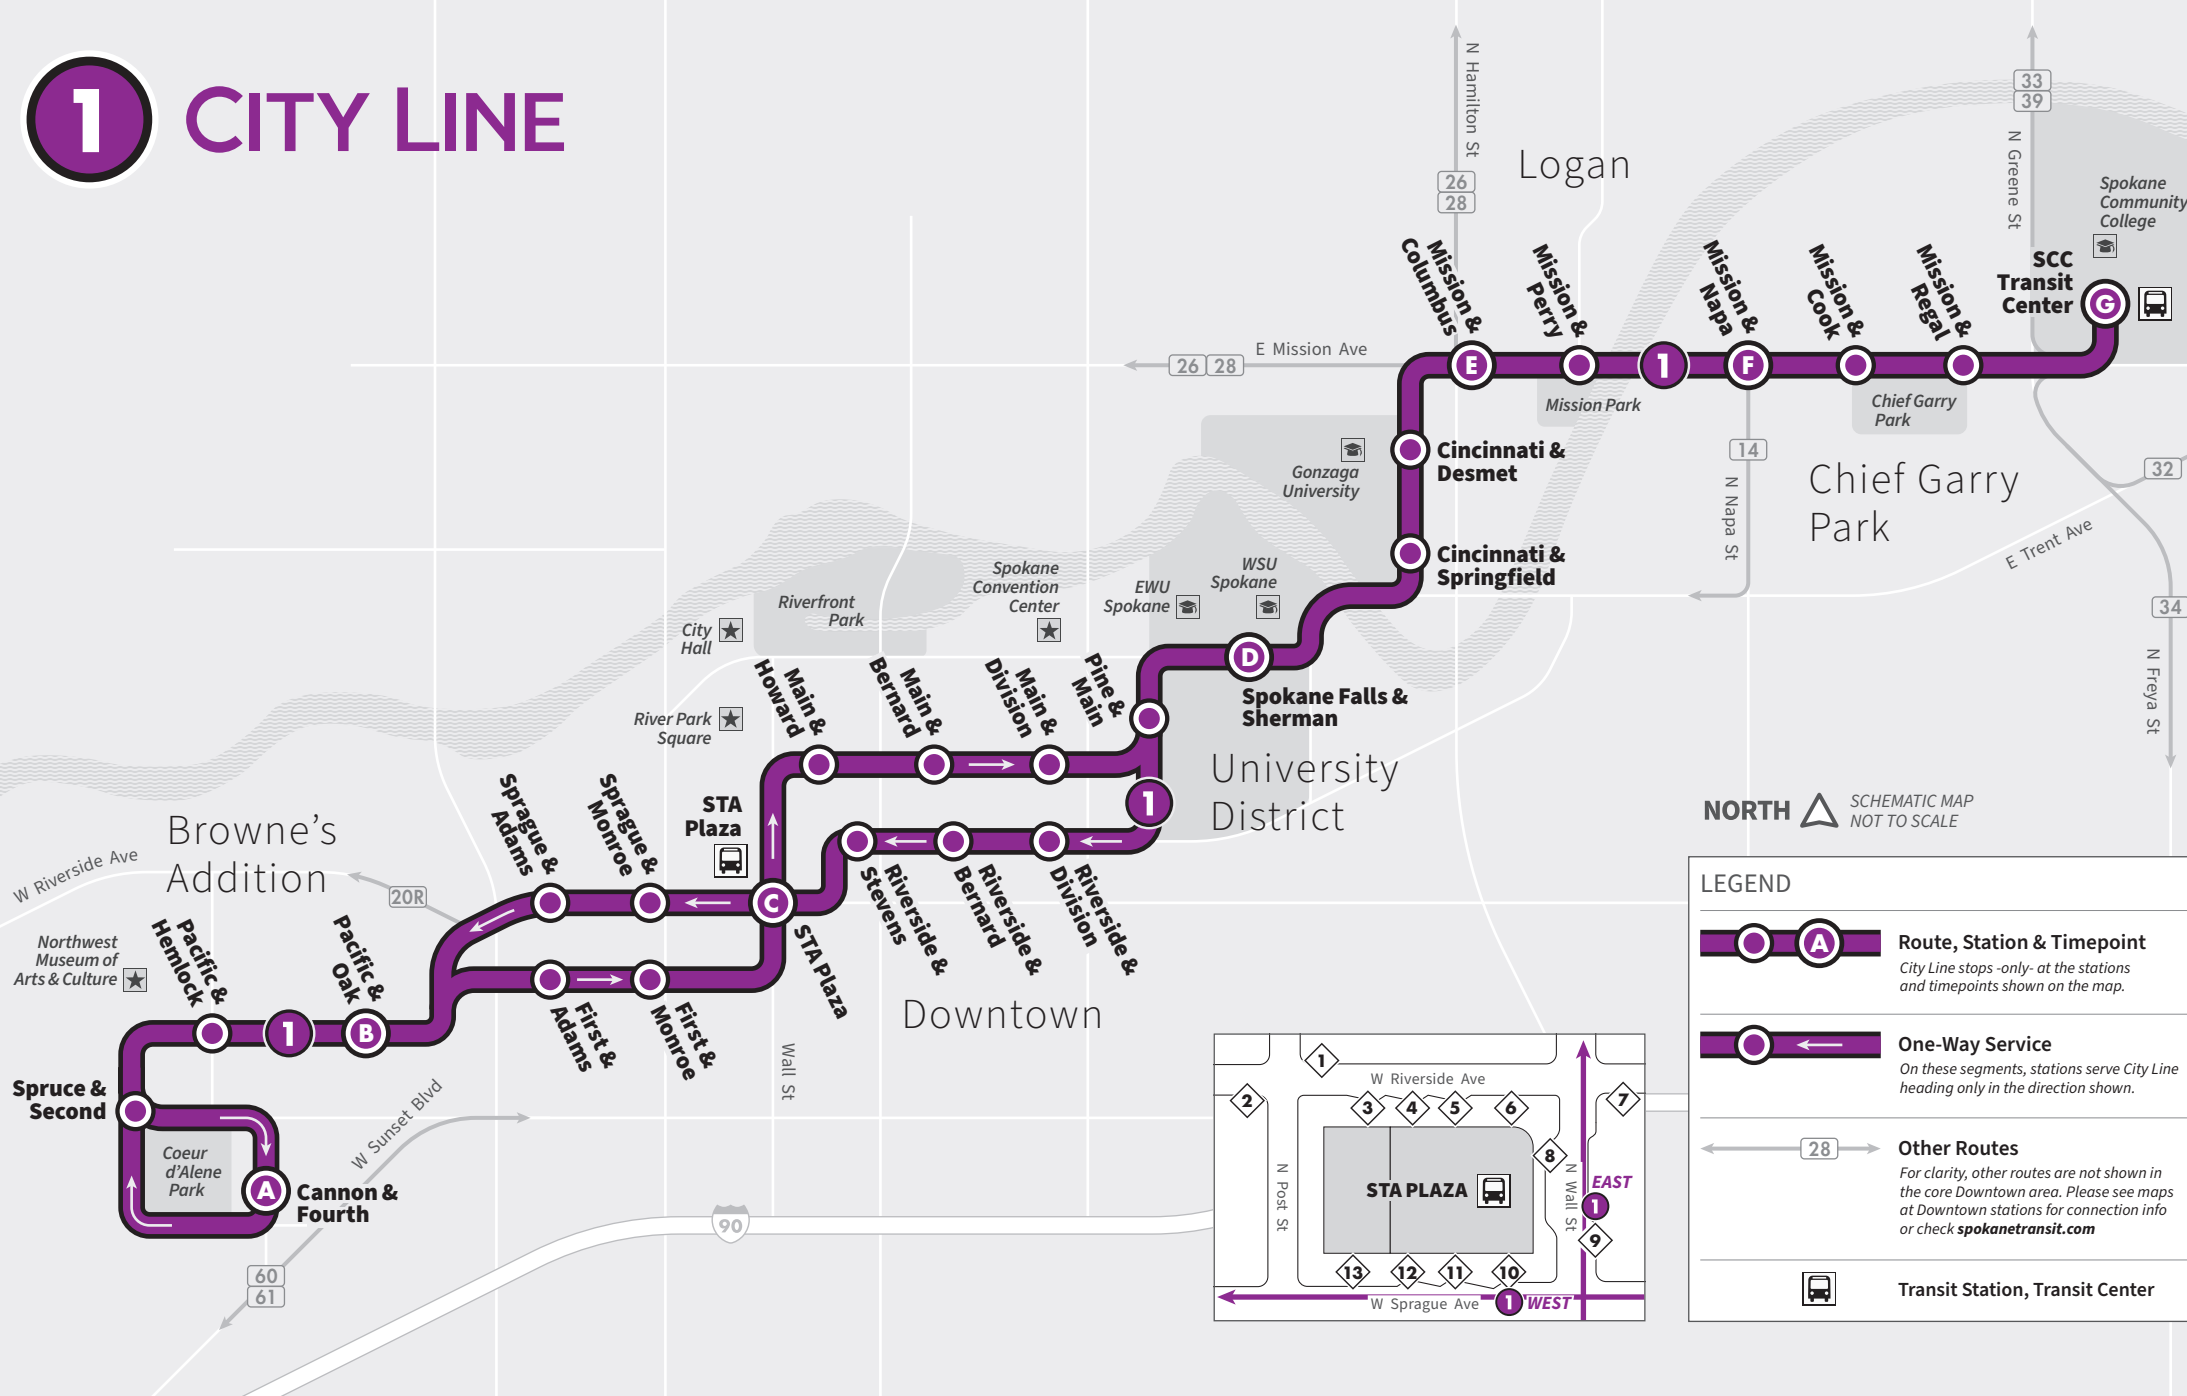 1 CITY LINE
N Hamilton St
26
28
Logan
33
39
N Greene St
Spokane
Community
College
SCC
Transit
Center
G
Mission &
Columbus
Mission &
Perry
Mission &
Napa
Mission &
Cook
Mission &
Regal
E Mission Ave
26 28
E
1
F
Mission Park
Chief Garry
Park
14
N Napa St
Chief Garry
Park
32
E Trent Ave
34
N Freya St
Gonzaga
University
Cincinnati &
Desmet
Cincinnati &
Springfield
WSU
Spokane
EWU
Spokane
Spokane
Convention
Center
Riverfront
Park
City
Hall
River Park
Square
D
Spokane Falls &
Sherman
Main &
Howard
Main &
Bernard
Main &
Division
Pine &
Main
University
District
1
STA
Plaza
Sprague &
Adams
Sprague &
Monroe
C
STA Plaza
Riverside &
Stevens
Riverside &
Bernard
Riverside &
Division
Downtown
Browne's
Addition
W Riverside Ave
20R
Northwest
Museum of
Arts & Culture
Pacific &
Hemlock
Pacific &
Oak
1
B
First &
Adams
First &
Monroe
Wall St
Spruce &
Second
Coeur
d'Alene
Park
A
Cannon &
Fourth
W Sunset Blvd
60
61
90
1
W Riverside Ave
2
3
4
5
6
7
8
N Post St
STA PLAZA
N Wall St
EAST
1
9
13
12
11
10
W Sprague Ave
1
WEST
NORTH
SCHEMATIC MAP
NOT TO SCALE
LEGEND
A
Route, Station & Timepoint
City Line stops -only- at the stations
and timepoints shown on the map.
One-Way Service
On these segments, stations serve City Line
heading only in the direction shown.
28
Other Routes
For clarity, other routes are not shown in
the core Downtown area. Please see maps
at Downtown stations for connection info
or check spokanetransit.com
Transit Station, Transit Center